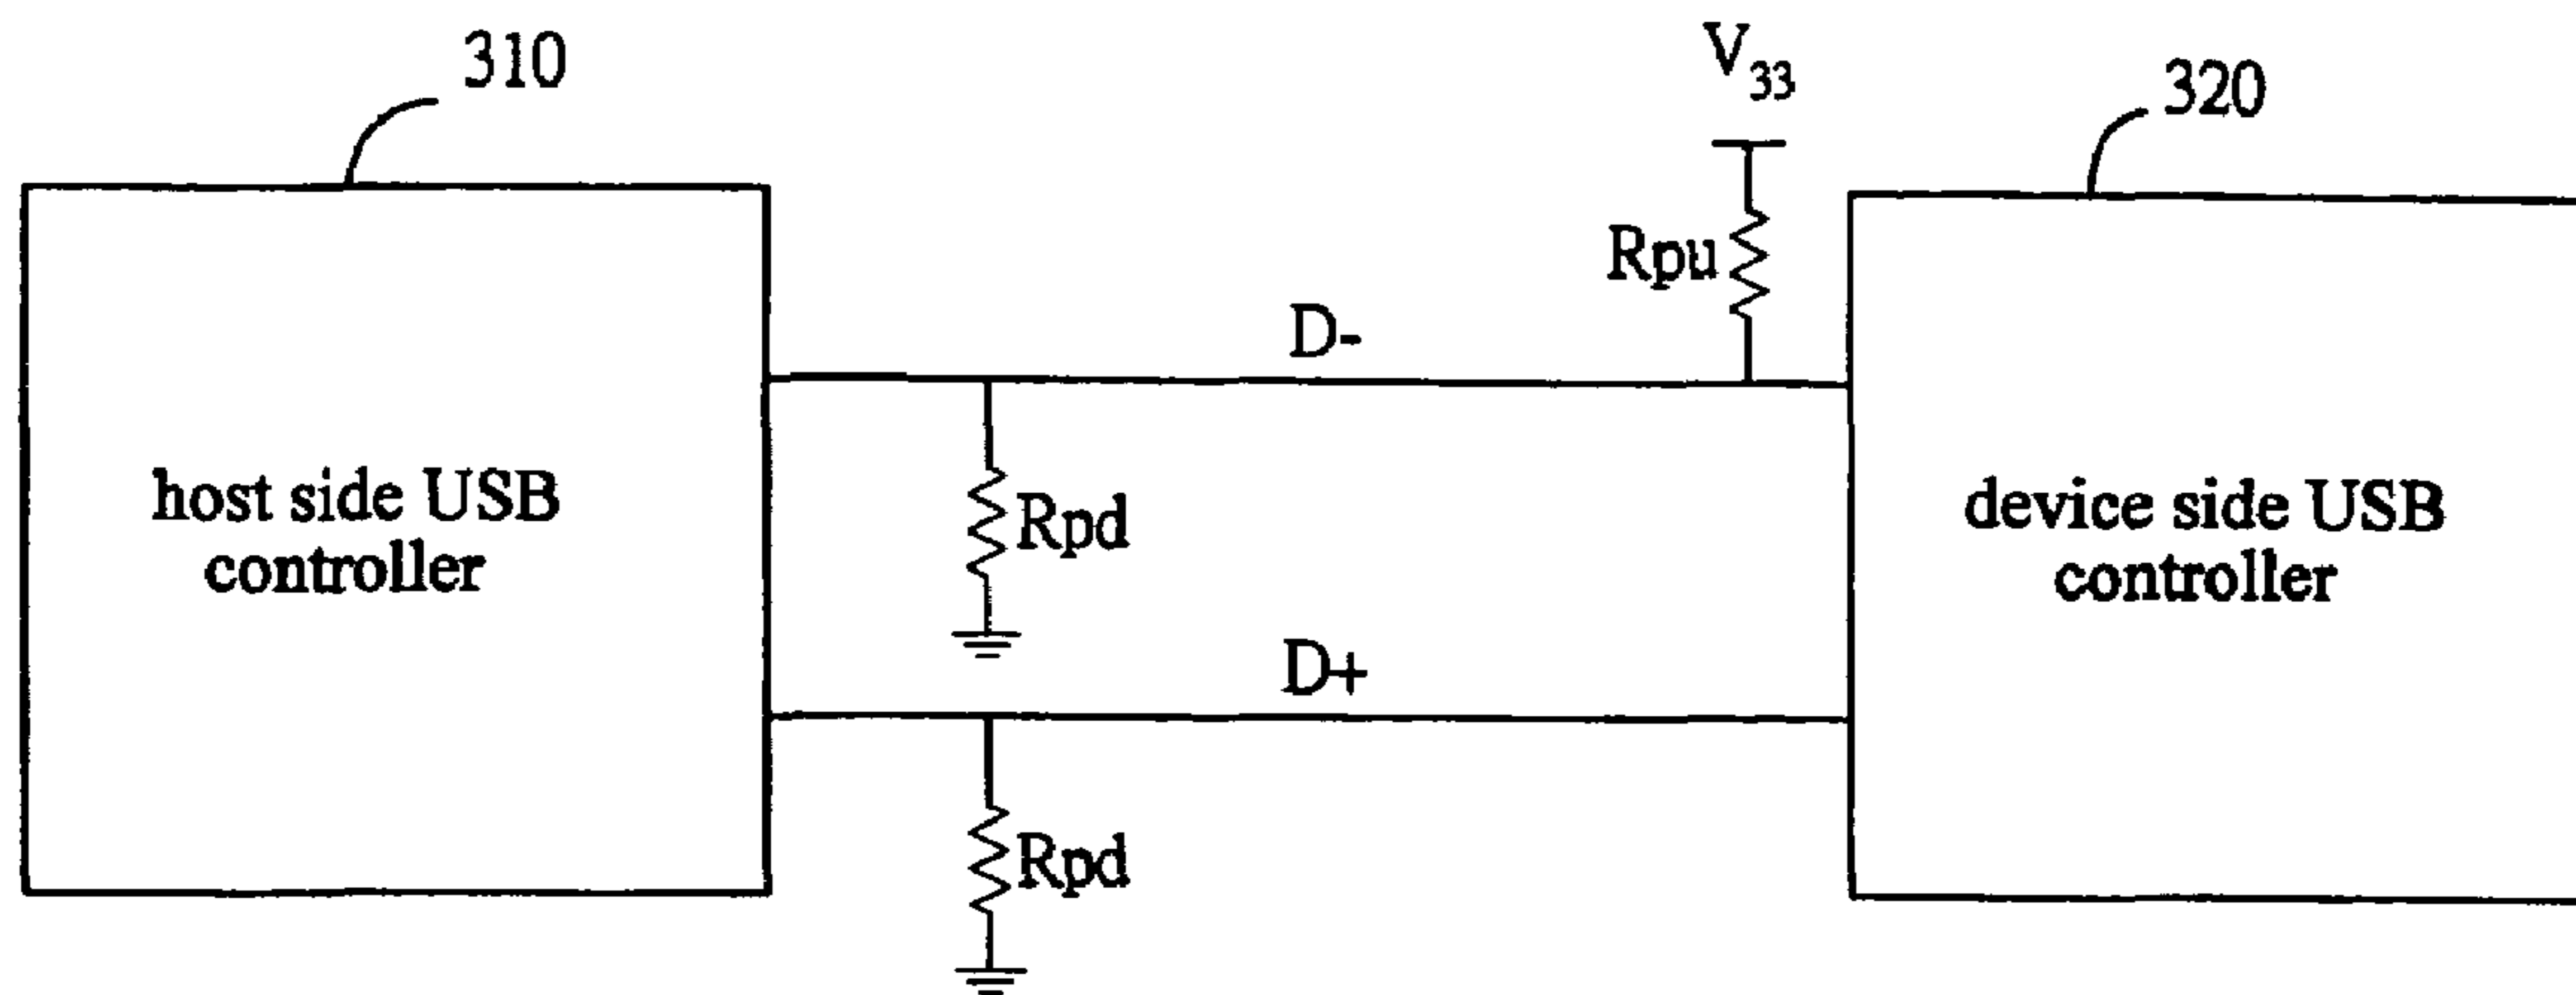 310
V33
320
Rpu
D-
host side USB
controller
Rpd
device side USB
controller
D+
Rpd